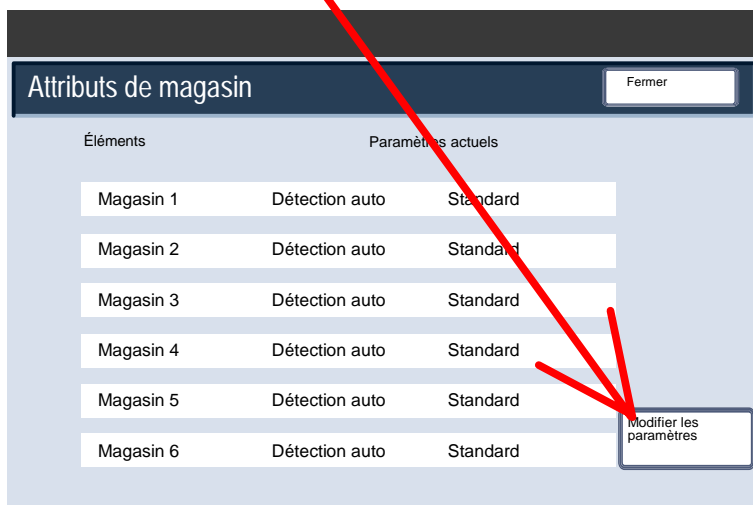 Attributs de magasin
Fermer
Éléments Paramètres actuels
Magasin 1 Détection auto Standard
Magasin 2 Détection auto Standard
Magasin 3 Détection auto Standard
Magasin 4 Détection auto Standard
Magasin 5 Détection auto Standard
Magasin 6 Détection auto Standard
Modifier les
paramètres